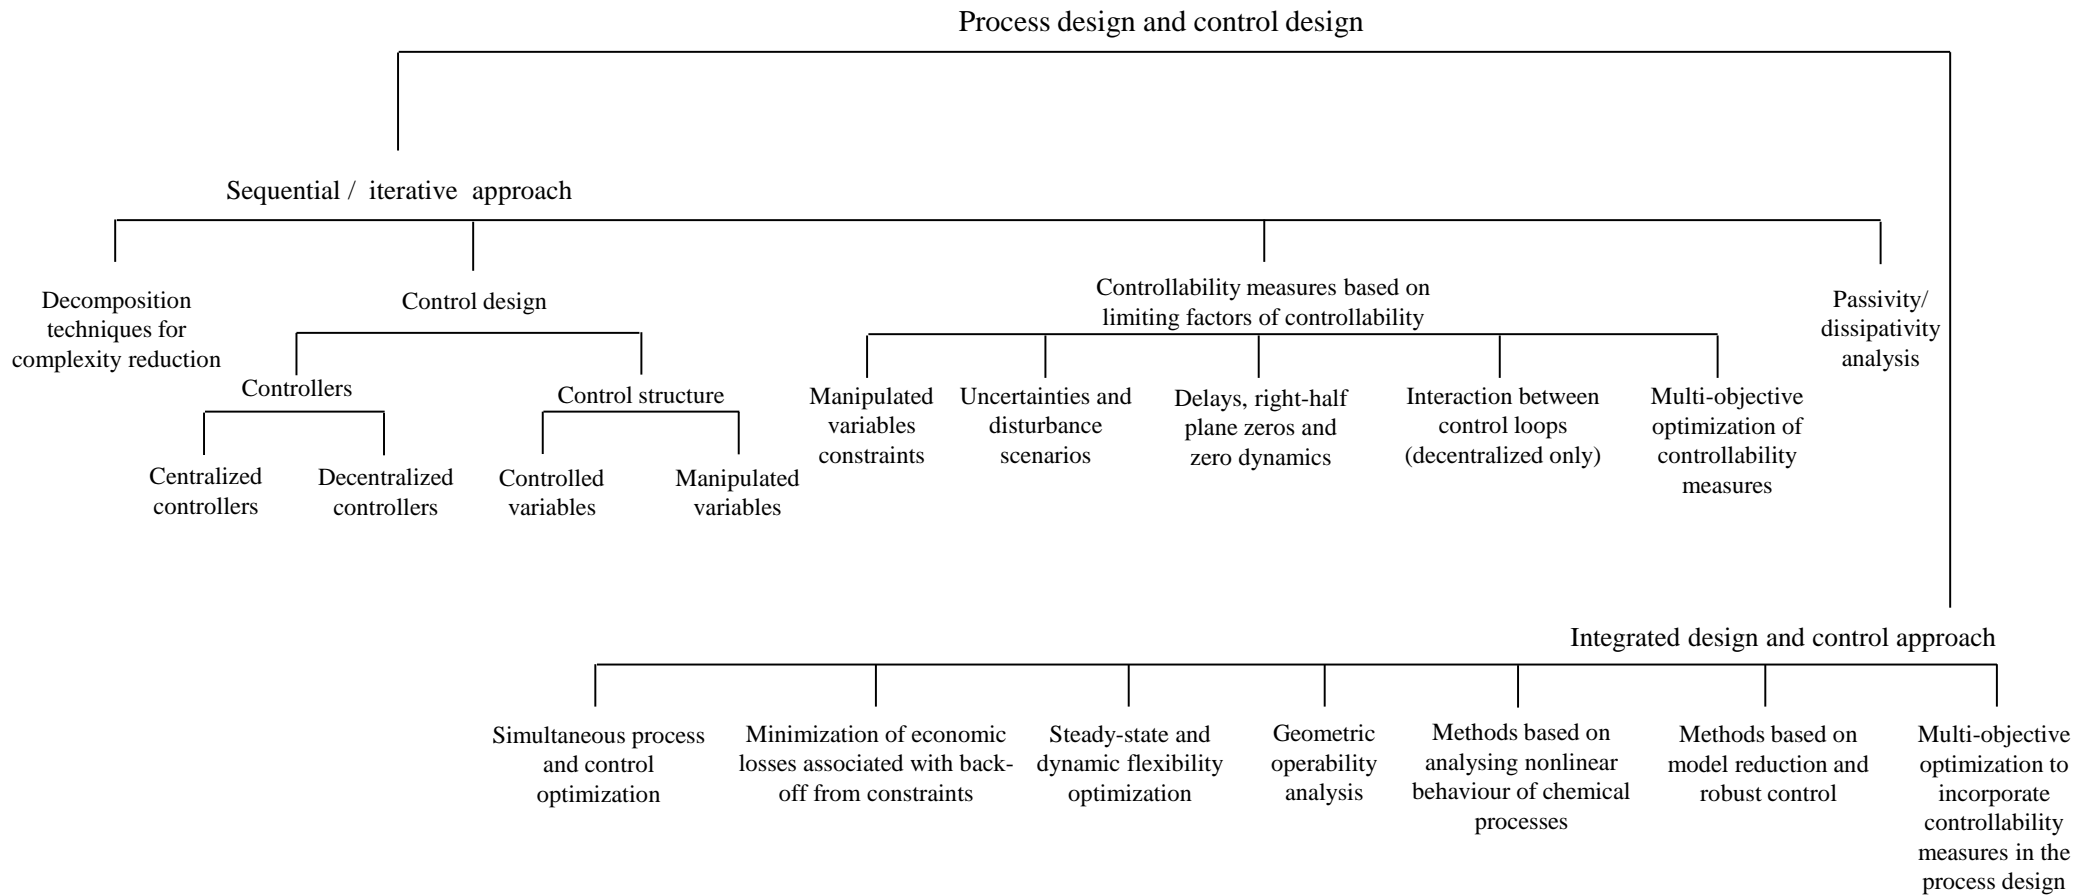 Process design and control design
Sequential / iterative approach
Decomposition
techniques for
complexity reduction
Control design
Controllability measures based on
limiting factors of controllability
Passivity/
dissipativity
analysis
Controllers
Control structure
Manipulated
variables
constraints
Uncertainties and
disturbance
scenarios
Delays, right-half
plane zeros and
zero dynamics
Interaction between
control loops
(decentralized only)
Multi-objective
optimization of
controllability
measures
Centralized
controllers
Decentralized
controllers
Controlled
variables
Manipulated
variables
Integrated design and control approach
Simultaneous process
and control
optimization
Minimization of economic
losses associated with back-
off from constraints
Steady-state and
dynamic flexibility
optimization
Geometric
operability
analysis
Methods based on
analysing nonlinear
behaviour of chemical
processes
Methods based on
model reduction and
robust control
Multi-objective
optimization to
incorporate
controllability
measures in the
process design